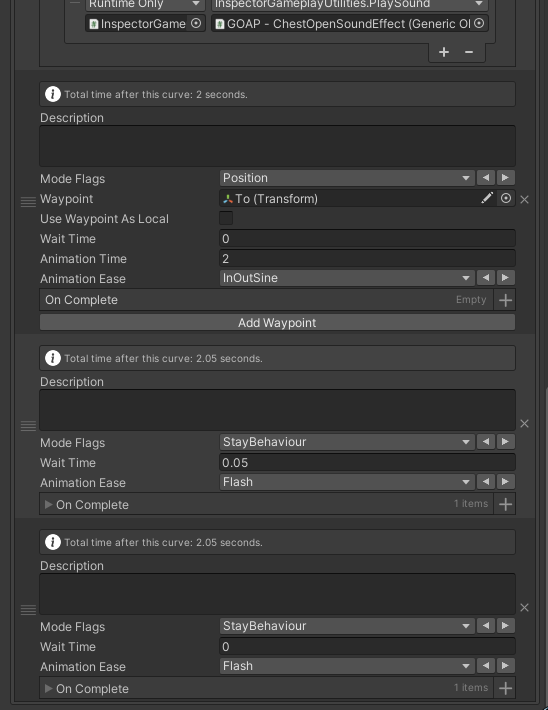 Runtime Only InspectorGameplayUtilities.PlaySound
InspectorGame GOAP - ChestOpenSoundEffect (Generic Ol
+ −
Total time after this curve: 2 seconds.
Description
Mode Flags Position
Waypoint To (Transform)
Use Waypoint As Local
Wait Time 0
Animation Time 2
Animation Ease InOutSine
On Complete Empty
Add Waypoint
Total time after this curve: 2.05 seconds.
Description
Mode Flags StayBehaviour
Wait Time 0.05
Animation Ease Flash
On Complete 1 items
Total time after this curve: 2.05 seconds.
Description
Mode Flags StayBehaviour
Wait Time 0
Animation Ease Flash
On Complete 1 items